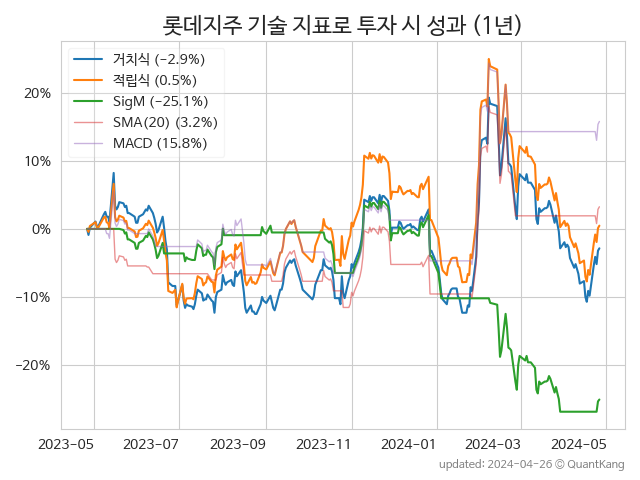 롯데지주 기술 지표로 투자 시 성과 (1년)
거치식 (−2.9%)
적립식 (0.5%)
SigM (−25.1%)
SMA(20) (3.2%)
MACD (15.8%)
20%
10%
0%
−10%
−20%
2023-05 2023-07 2023-09 2023-11 2024-01 2024-03 2024-05
updated: 2024-04-26 © QuantKang